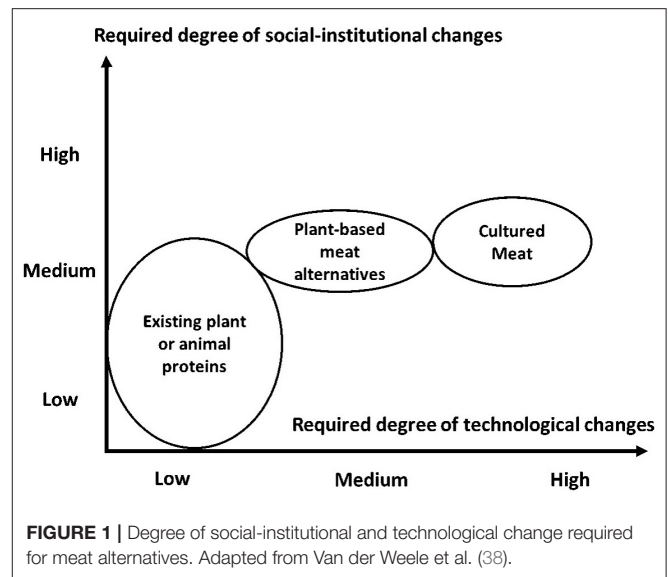 Required degree of social-institutional changes
High
Plant-based
meat
alternatives
Cultured
Meat
Medium
Existing plant
or animal
proteins
Low
Required degree of technological changes
Low
Medium
High
FIGURE 1 | Degree of social-institutional and technological change required
for meat alternatives. Adapted from Van der Weele et al. (38).